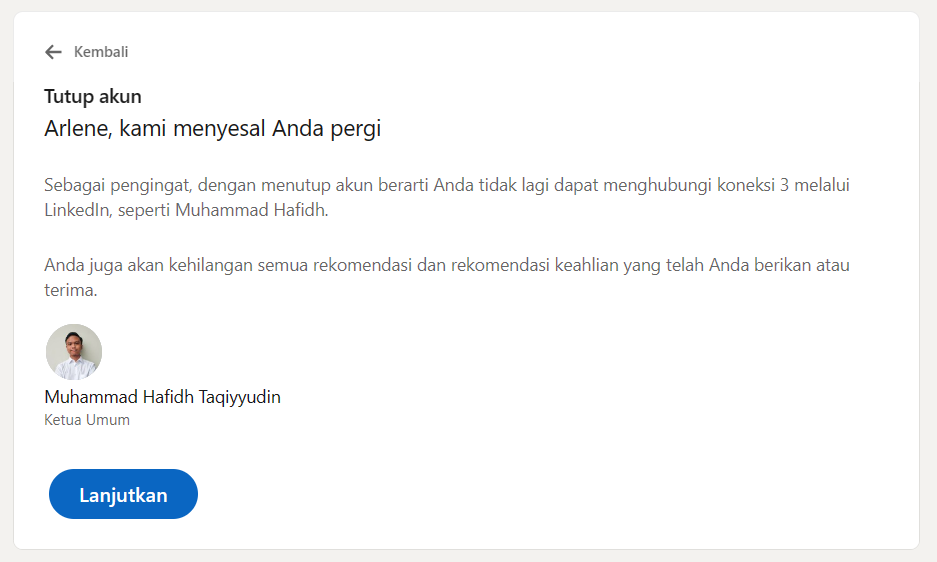 Kembali
Tutup akun
Arlene, kami menyesal Anda pergi
Sebagai pengingat, dengan menutup akun berarti Anda tidak lagi dapat menghubungi koneksi 3 melalui
LinkedIn, seperti Muhammad Hafidh.
Anda juga akan kehilangan semua rekomendasi dan rekomendasi keahlian yang telah Anda berikan atau
terima.
Muhammad Hafidh Taqiyyudin
Ketua Umum
Lanjutkan